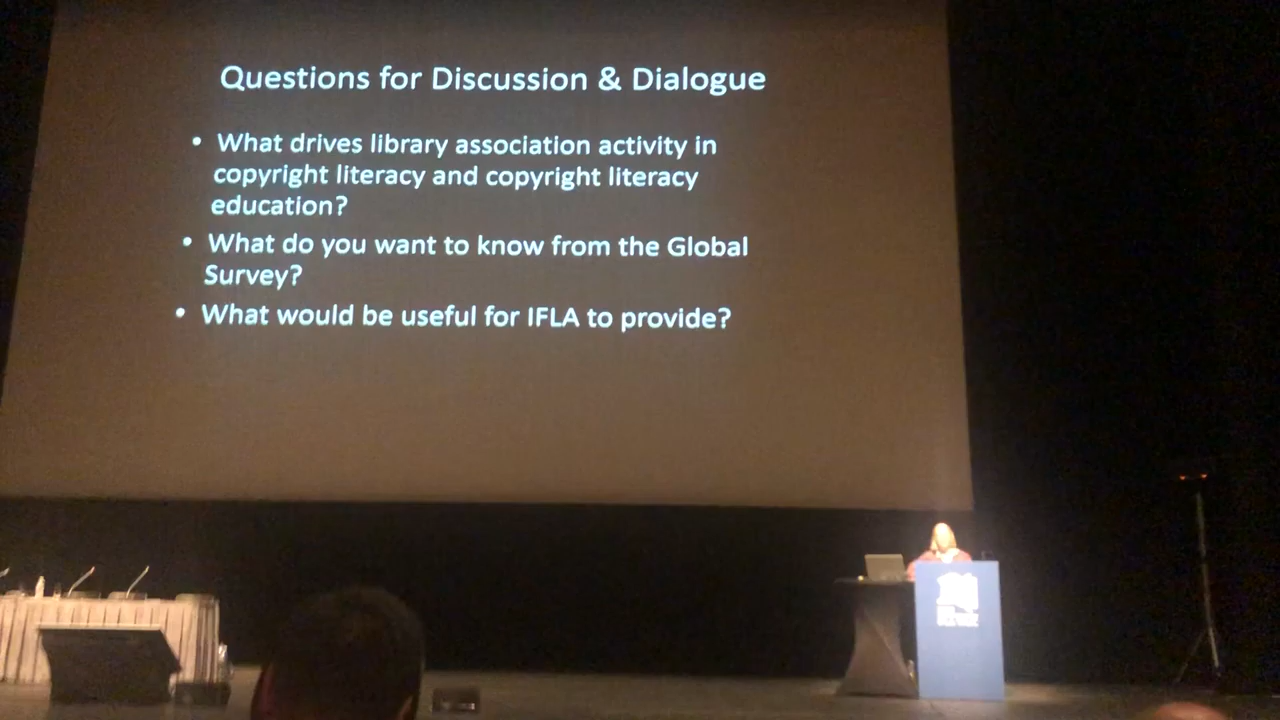 Questions for Discussion & Dialogue
• What drives library association activity in
copyright literacy and copyright literacy
education?
• What do you want to know from the Global
Survey?
• What would be useful for IFLA to provide?